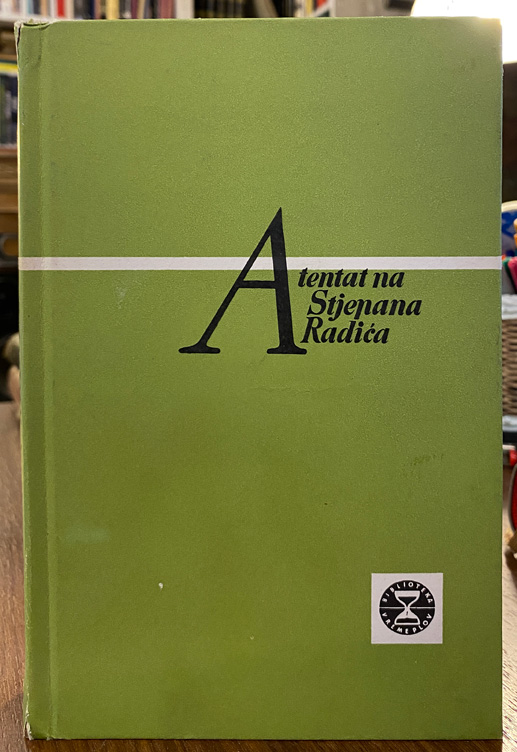 Atentat na
Stjepana
Radića
BIBLIOTEKA
VREMEPLOV